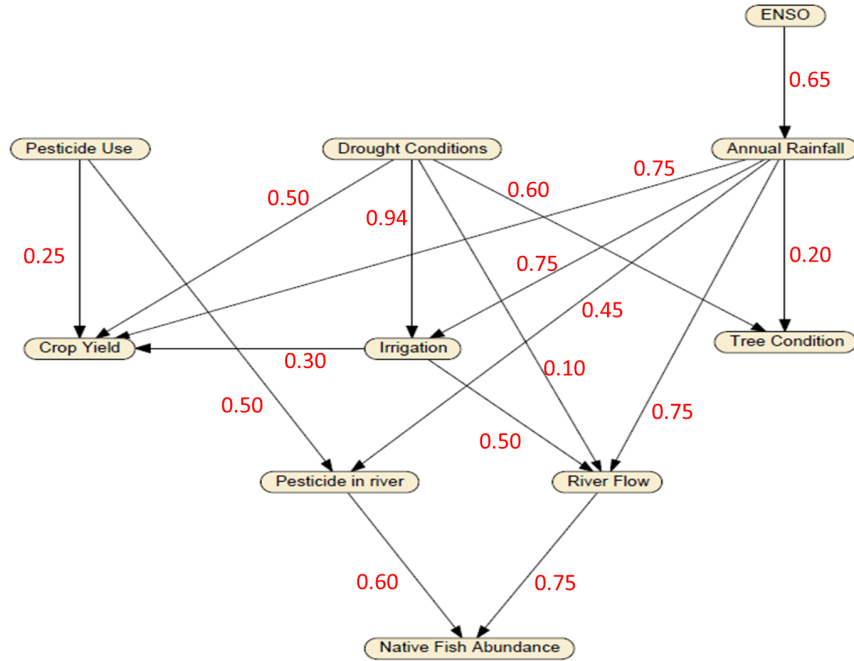 ENSO
0.65
Pesticide Use
Drought Conditions
Annual Rainfall
0.50
0.75
0.60
0.94
0.25
0.75
0.20
0.45
Crop Yield
Irrigation
Tree Condition
0.30
0.10
0.50
0.50
0.75
Pesticide in river
River Flow
0.60
0.75
Native Fish Abundance